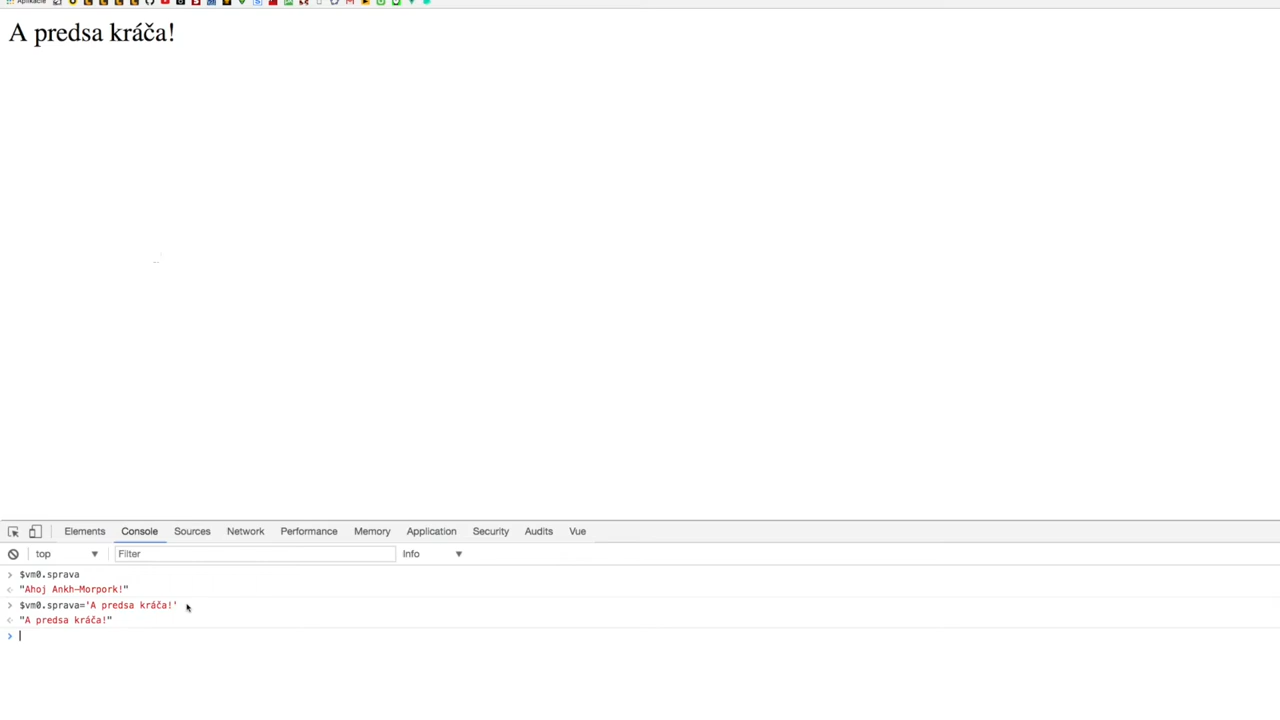 Aplikácie
A predsa kráča!
Elements Console Sources Network Performance Memory Application Security Audits Vue
top Filter Info
> $vm0.sprava
"Ahoj Ankh-Morpork!"
> $vm0.sprava='A predsa kráča!'
"A predsa kráča!"
>